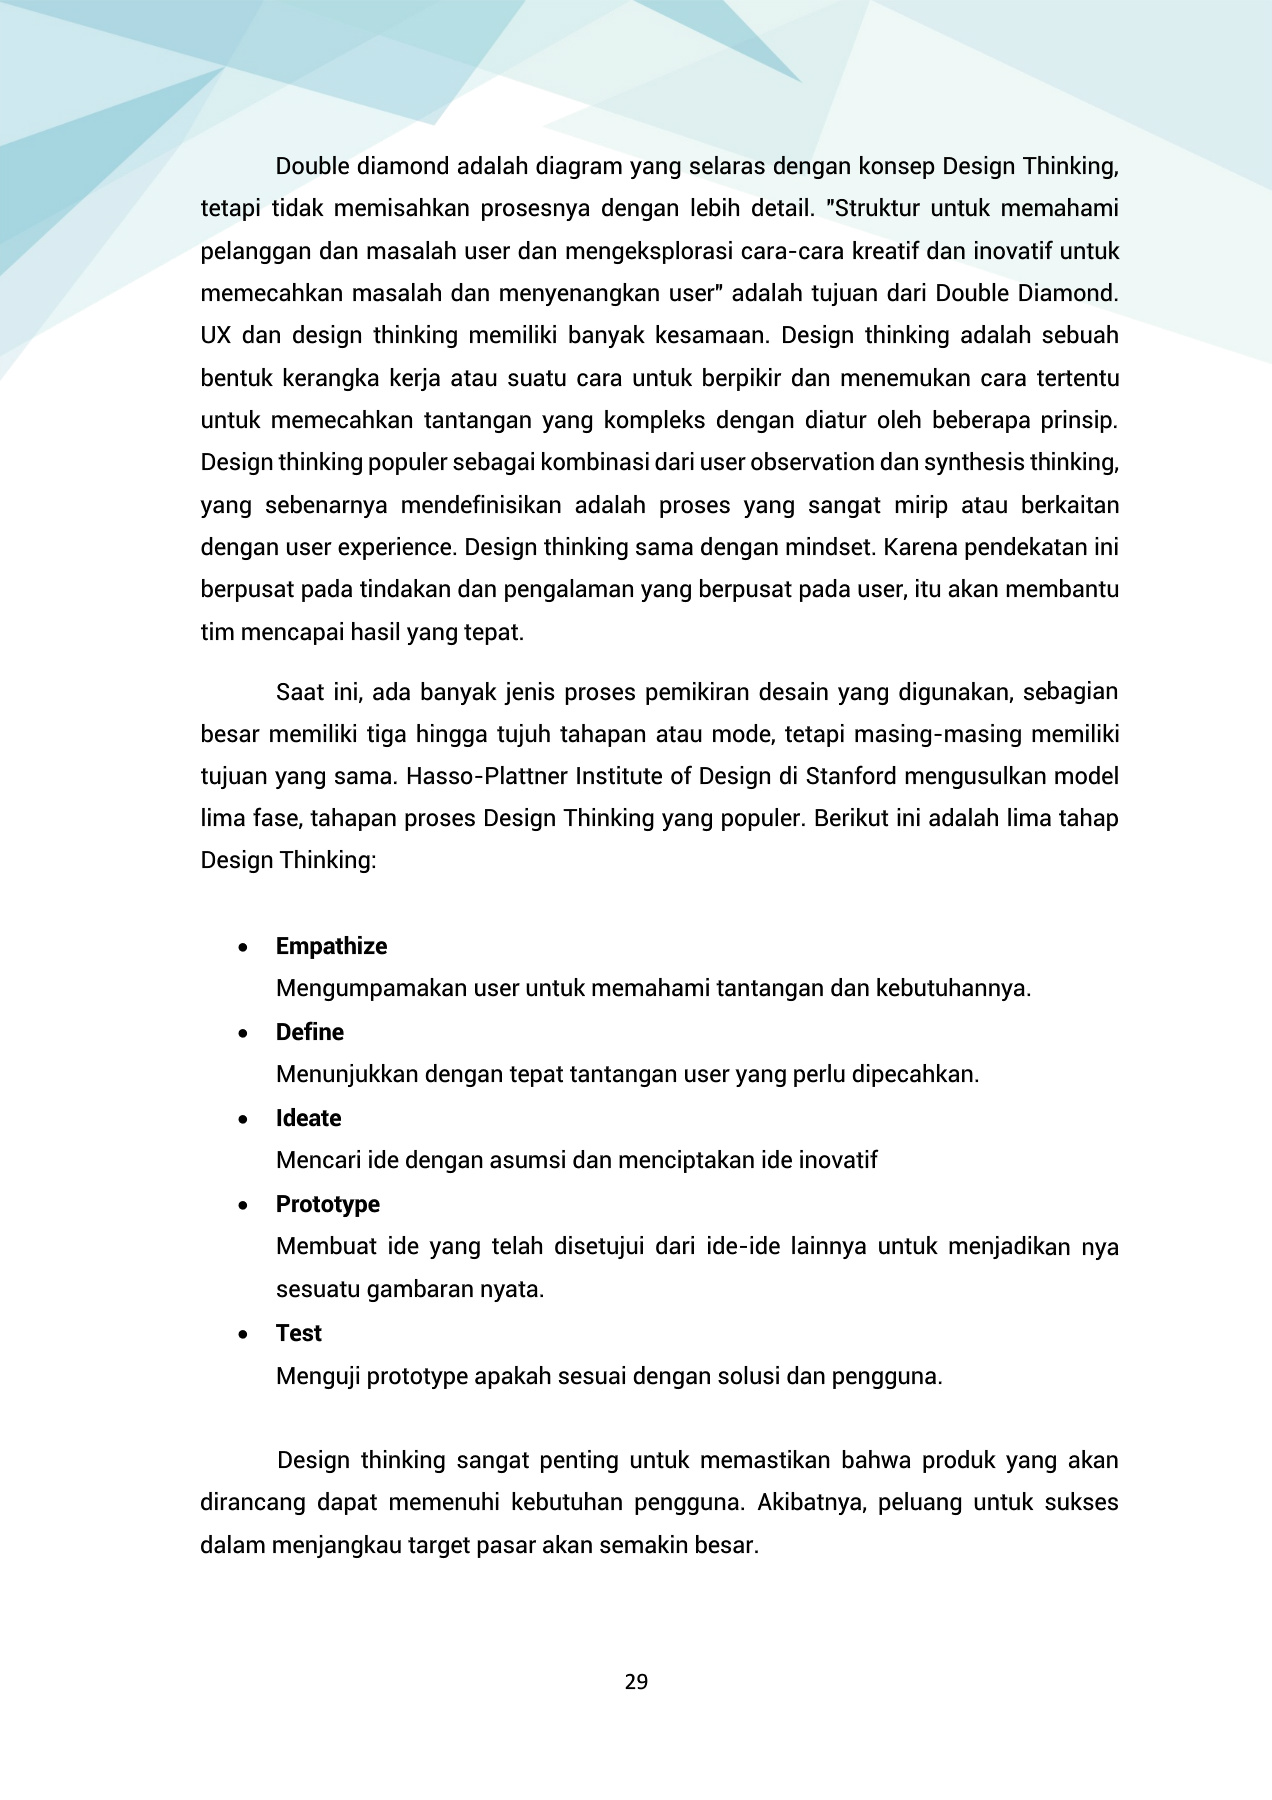 Double diamond adalah diagram yang selaras dengan konsep Design Thinking,
tetapi tidak memisahkan prosesnya dengan lebih detail. "Struktur untuk memahami
pelanggan dan masalah user dan mengeksplorasi cara-cara kreatif dan inovatif untuk
memecahkan masalah dan menyenangkan user" adalah tujuan dari Double Diamond.
UX dan design thinking memiliki banyak kesamaan. Design thinking adalah sebuah
bentuk kerangka kerja atau suatu cara untuk berpikir dan menemukan cara tertentu
untuk memecahkan tantangan yang kompleks dengan diatur oleh beberapa prinsip.
Design thinking populer sebagai kombinasi dari user observation dan synthesis thinking,
yang sebenarnya mendefinisikan adalah proses yang sangat mirip atau berkaitan
dengan user experience. Design thinking sama dengan mindset. Karena pendekatan ini
berpusat pada tindakan dan pengalaman yang berpusat pada user, itu akan membantu
tim mencapai hasil yang tepat.
Saat ini, ada banyak jenis proses pemikiran desain yang digunakan, sebagian
besar memiliki tiga hingga tujuh tahapan atau mode, tetapi masing-masing memiliki
tujuan yang sama. Hasso-Plattner Institute of Design di Stanford mengusulkan model
lima fase, tahapan proses Design Thinking yang populer. Berikut ini adalah lima tahap
Design Thinking:
• Empathize
Mengumpamakan user untuk memahami tantangan dan kebutuhannya.
• Define
Menunjukkan dengan tepat tantangan user yang perlu dipecahkan.
• Ideate
Mencari ide dengan asumsi dan menciptakan ide inovatif
• Prototype
Membuat ide yang telah disetujui dari ide-ide lainnya untuk menjadikan nya
sesuatu gambaran nyata.
• Test
Menguji prototype apakah sesuai dengan solusi dan pengguna.
Design thinking sangat penting untuk memastikan bahwa produk yang akan
dirancang dapat memenuhi kebutuhan pengguna. Akibatnya, peluang untuk sukses
dalam menjangkau target pasar akan semakin besar.
29